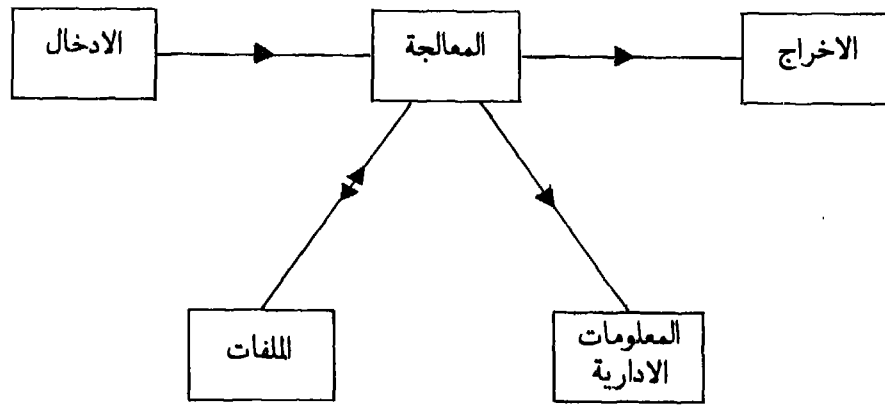 الادخال
المعالجة
الاخراج
الملفات
المعلومات
الادارية